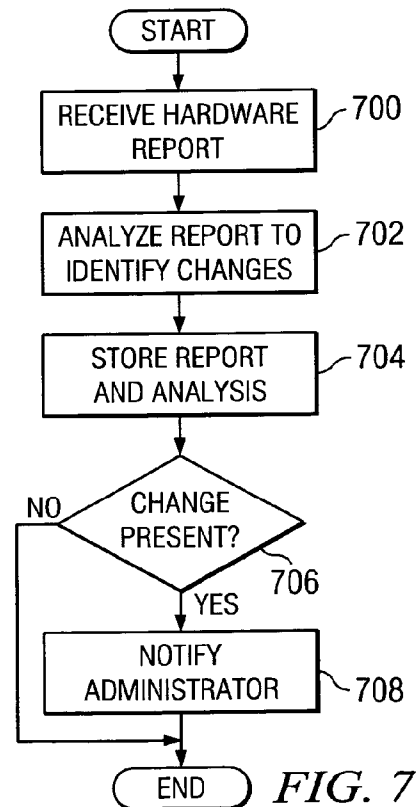 START
RECEIVE HARDWARE
REPORT
700
ANALYZE REPORT TO
IDENTIFY CHANGES
702
STORE REPORT
AND ANALYSIS
704
NO
CHANGE
PRESENT?
706
YES
NOTIFY
ADMINISTRATOR
708
END
FIG. 7